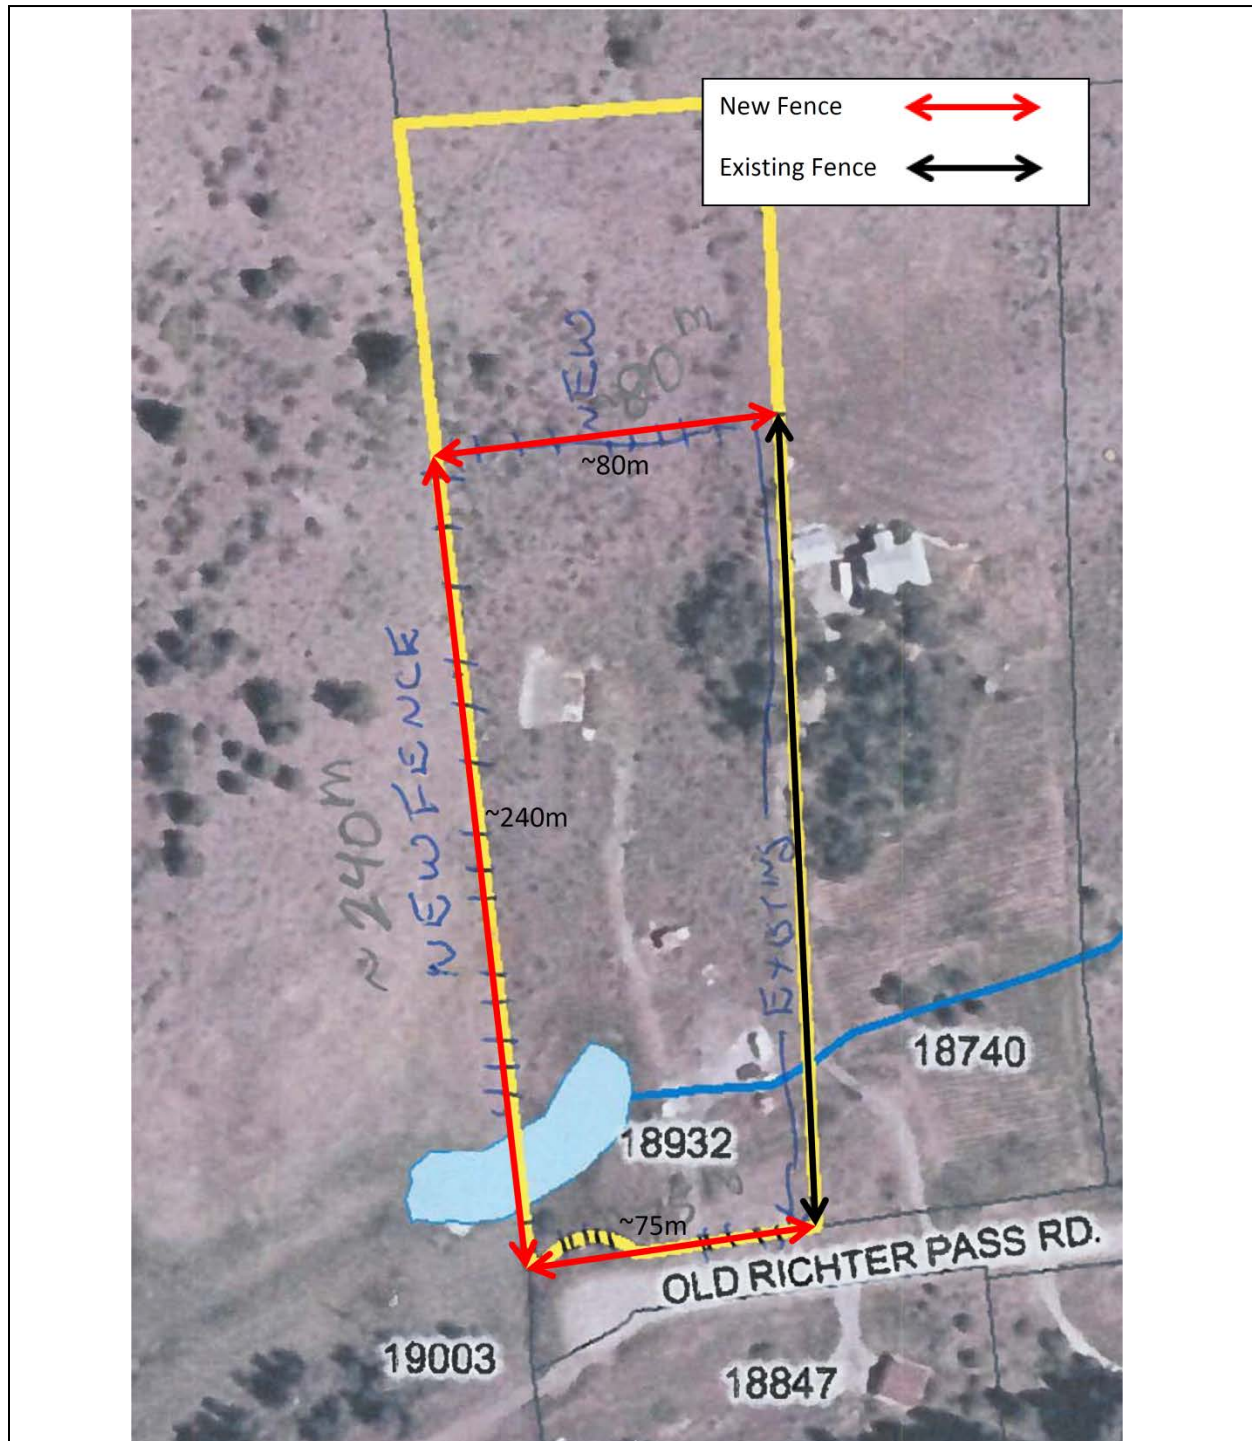 New Fence
Existing Fence
NEW
~80 m
~80m
NEW FENCE
~240m
~240m
EXISTING
18740
18932
~75m
OLD RICHTER PASS RD.
19003
18847